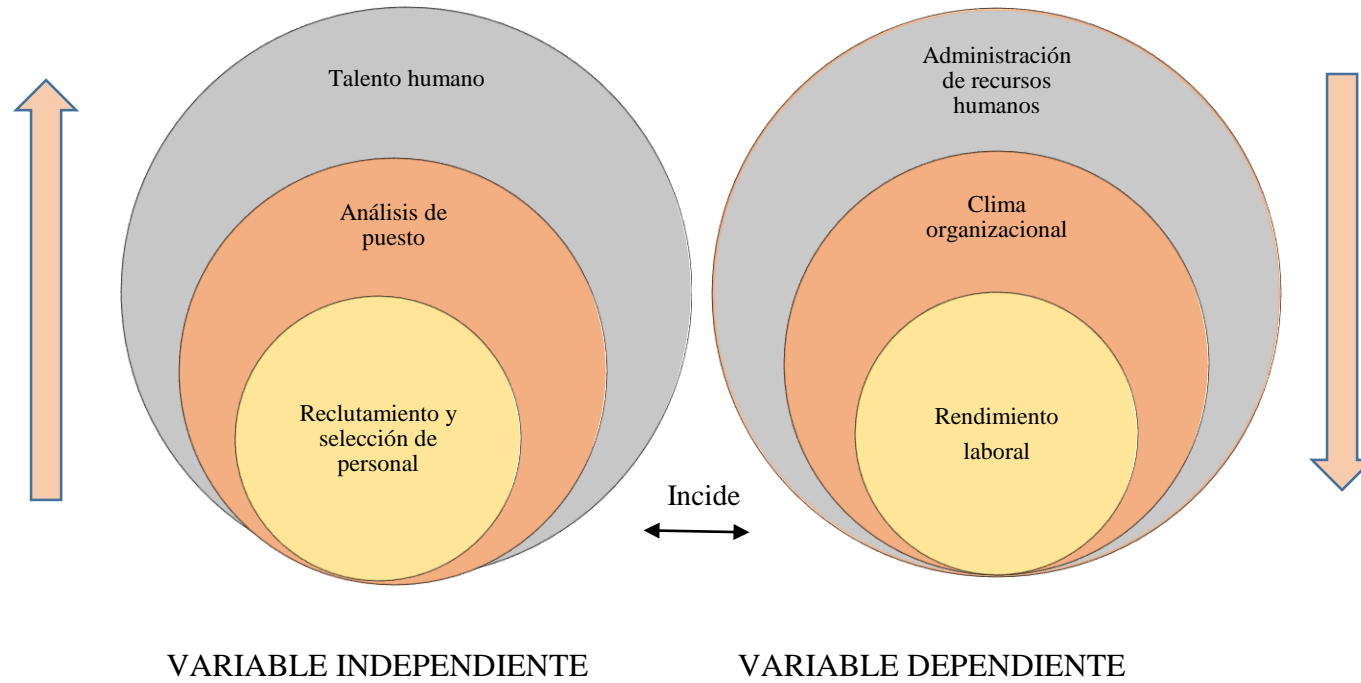 Talento humano
Análisis de
puesto
Reclutamiento y
selección de
personal
Administración
de recursos
humanos
Clima
organizacional
Rendimiento
laboral
Incide
VARIABLE INDEPENDIENTE
VARIABLE DEPENDIENTE